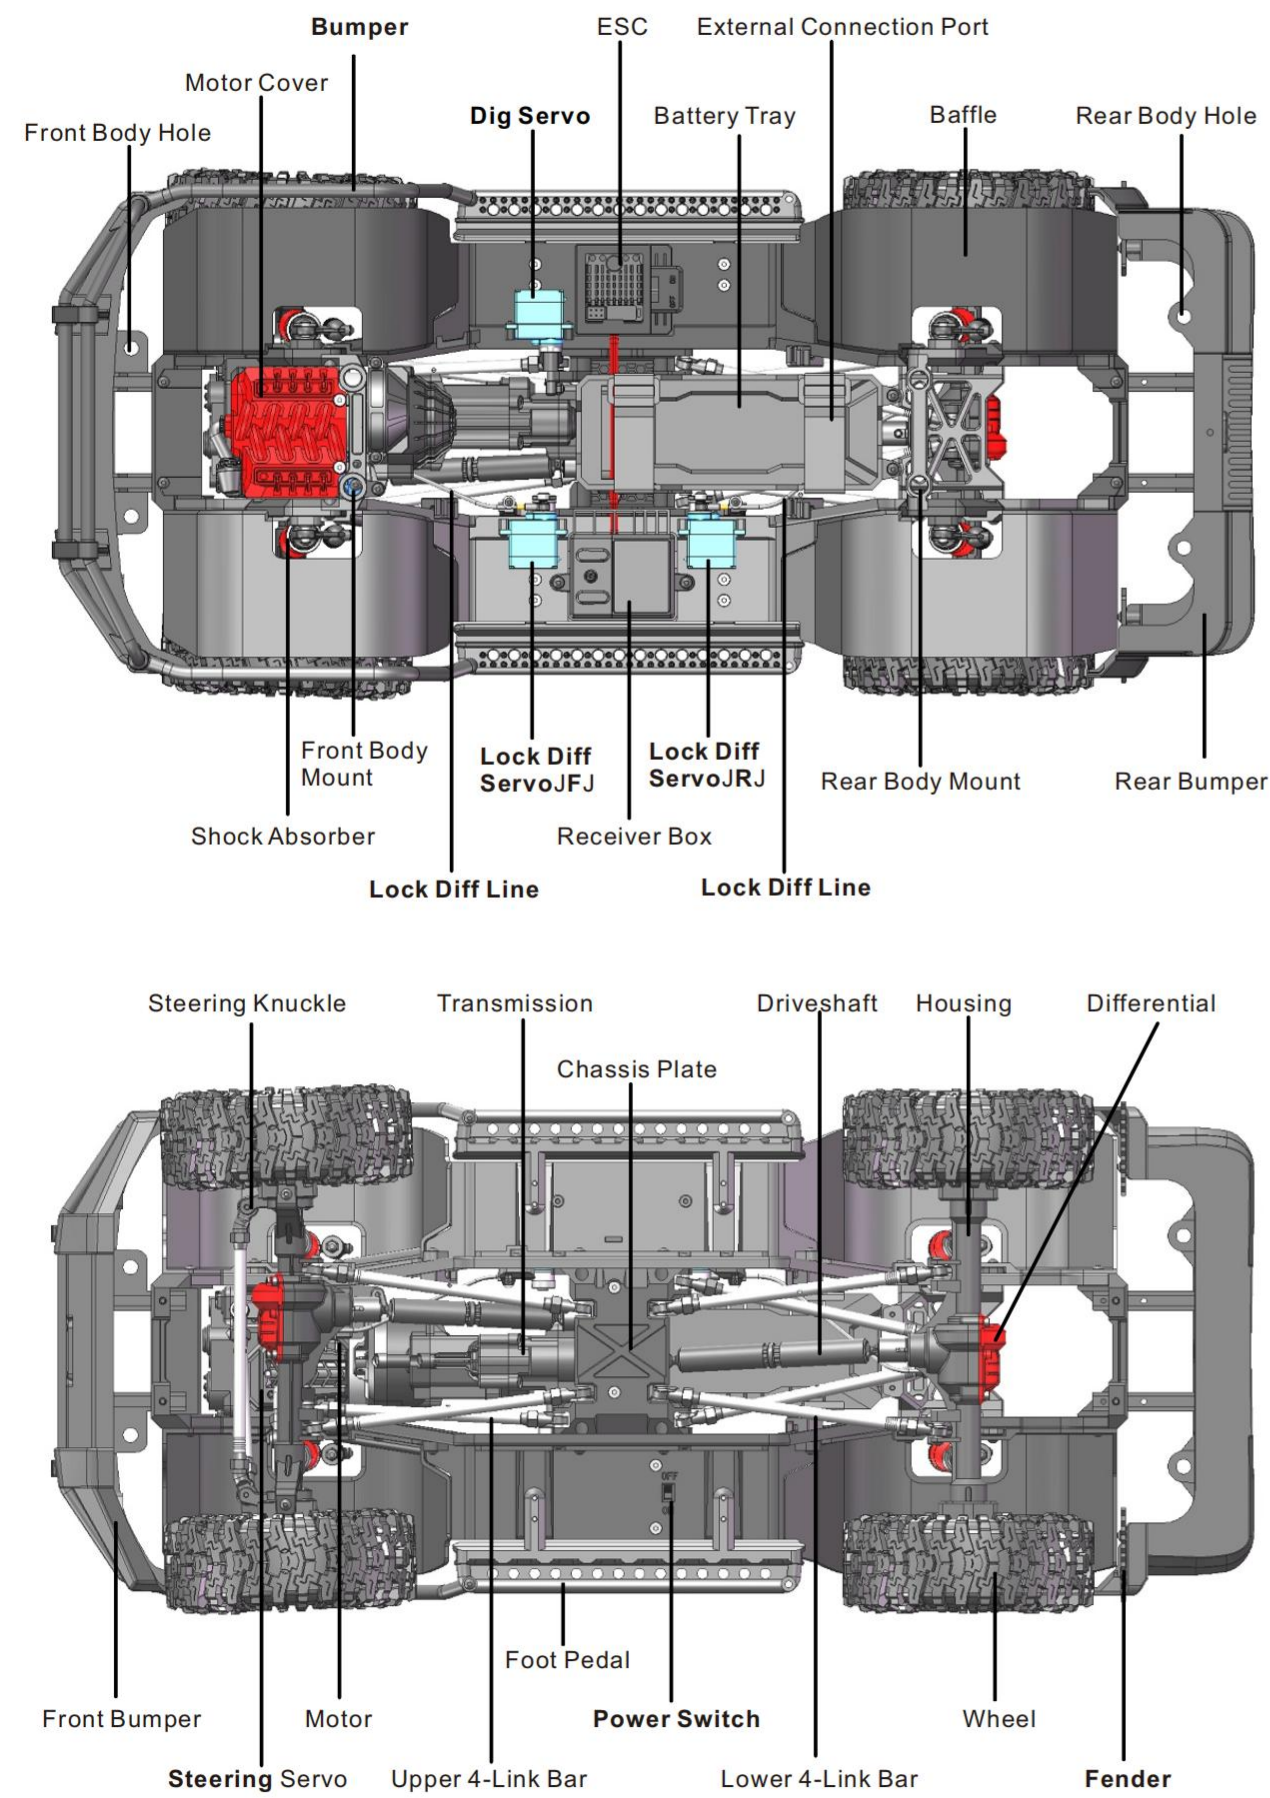 Bumper
ESC
External Connection Port
Motor Cover
Dig Servo
Battery Tray
Baffle
Rear Body Hole
Front Body Hole
OFF
Front Body
Mount
Lock Diff
ServoJFJ
Lock Diff
ServoJRJ
Rear Body Mount
Rear Bumper
Shock Absorber
Receiver Box
Lock Diff Line
Lock Diff Line
Steering Knuckle
Transmission
Driveshaft
Housing
Differential
Chassis Plate
OFF
Foot Pedal
Front Bumper
Motor
Power Switch
Wheel
Steering Servo
Upper 4-Link Bar
Lower 4-Link Bar
Fender